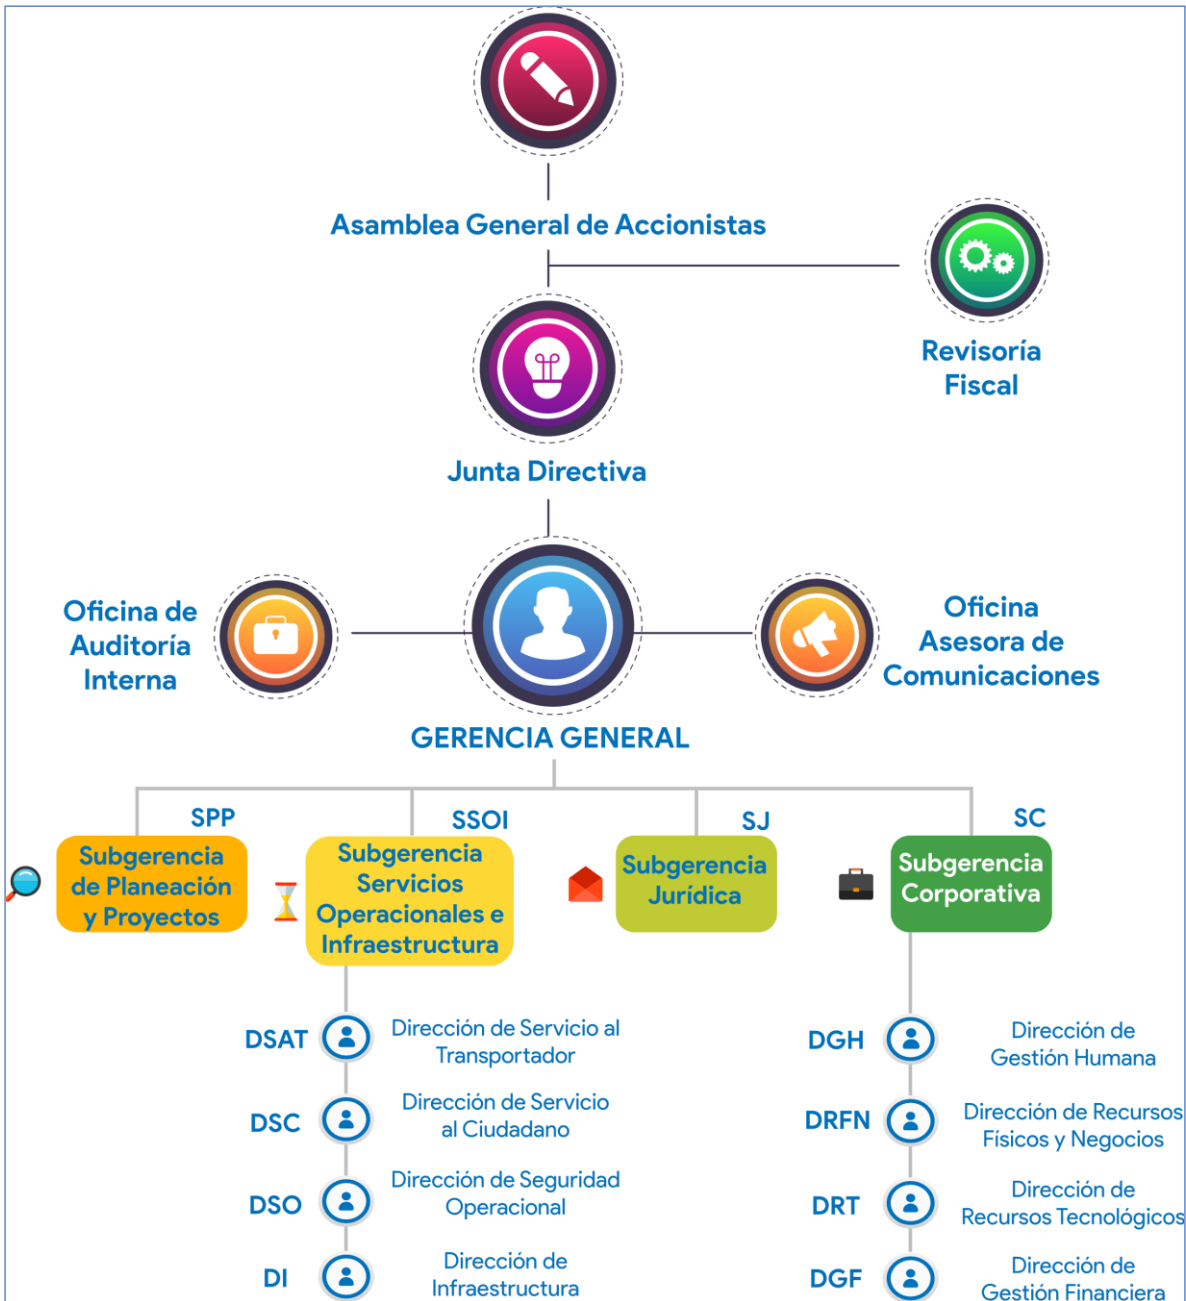 Asamblea General de Accionistas
Revisoría
Fiscal
Junta Directiva
Oficina de
Auditoría
Interna
Oficina
Asesora de
Comunicaciones
GERENCIA GENERAL
SPP
Subgerencia
de Planeación
y Proyectos
SSOI
Subgerencia
Servicios
Operacionales e
Infraestructura
SJ
Subgerencia
Jurídica
SC
Subgerencia
Corporativa
DSAT
Dirección de Servicio al
Transportador
DSC
Dirección de Servicio
al Ciudadano
DSO
Dirección de Seguridad
Operacional
DI
Dirección de
Infraestructura
DGH
Dirección de
Gestión Humana
DRFN
Dirección de Recursos
Físicos y Negocios
DRT
Dirección de
Recursos Tecnológicos
DGF
Dirección de
Gestión Financiera